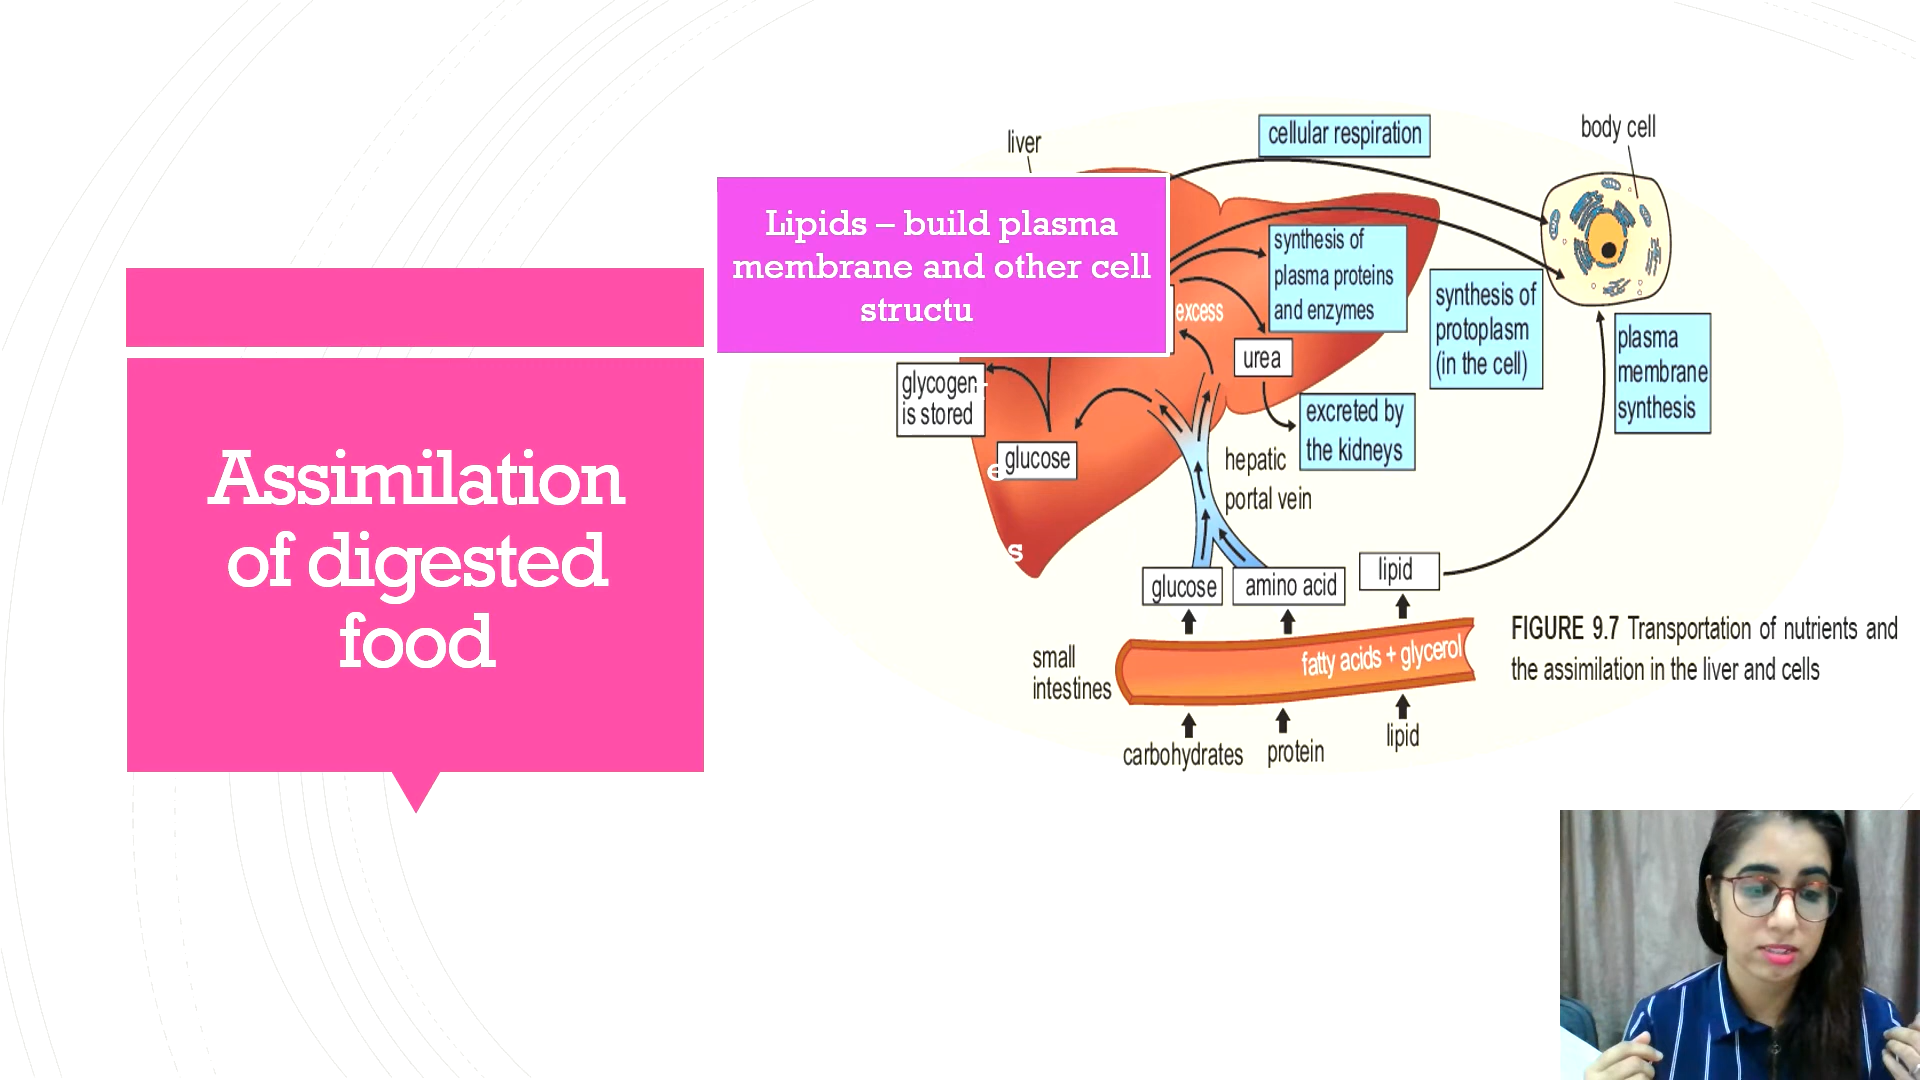 Assimilation
of digested
food
Lipids – build plasma
membrane and other cell
structu
e
s
liver
cellular respiration
body cell
synthesis of
plasma proteins
and enzymes
excess
urea
synthesis of
protoplasm
(in the cell)
plasma
membrane
synthesis
glycogen
is stored
glucose
excreted by
the kidneys
hepatic
portal vein
glucose
amino acid
lipid
small
intestines
fatty acids + glycerol
carbohydrates
protein
lipid
FIGURE 9.7 Transportation of nutrients and
the assimilation in the liver and cells